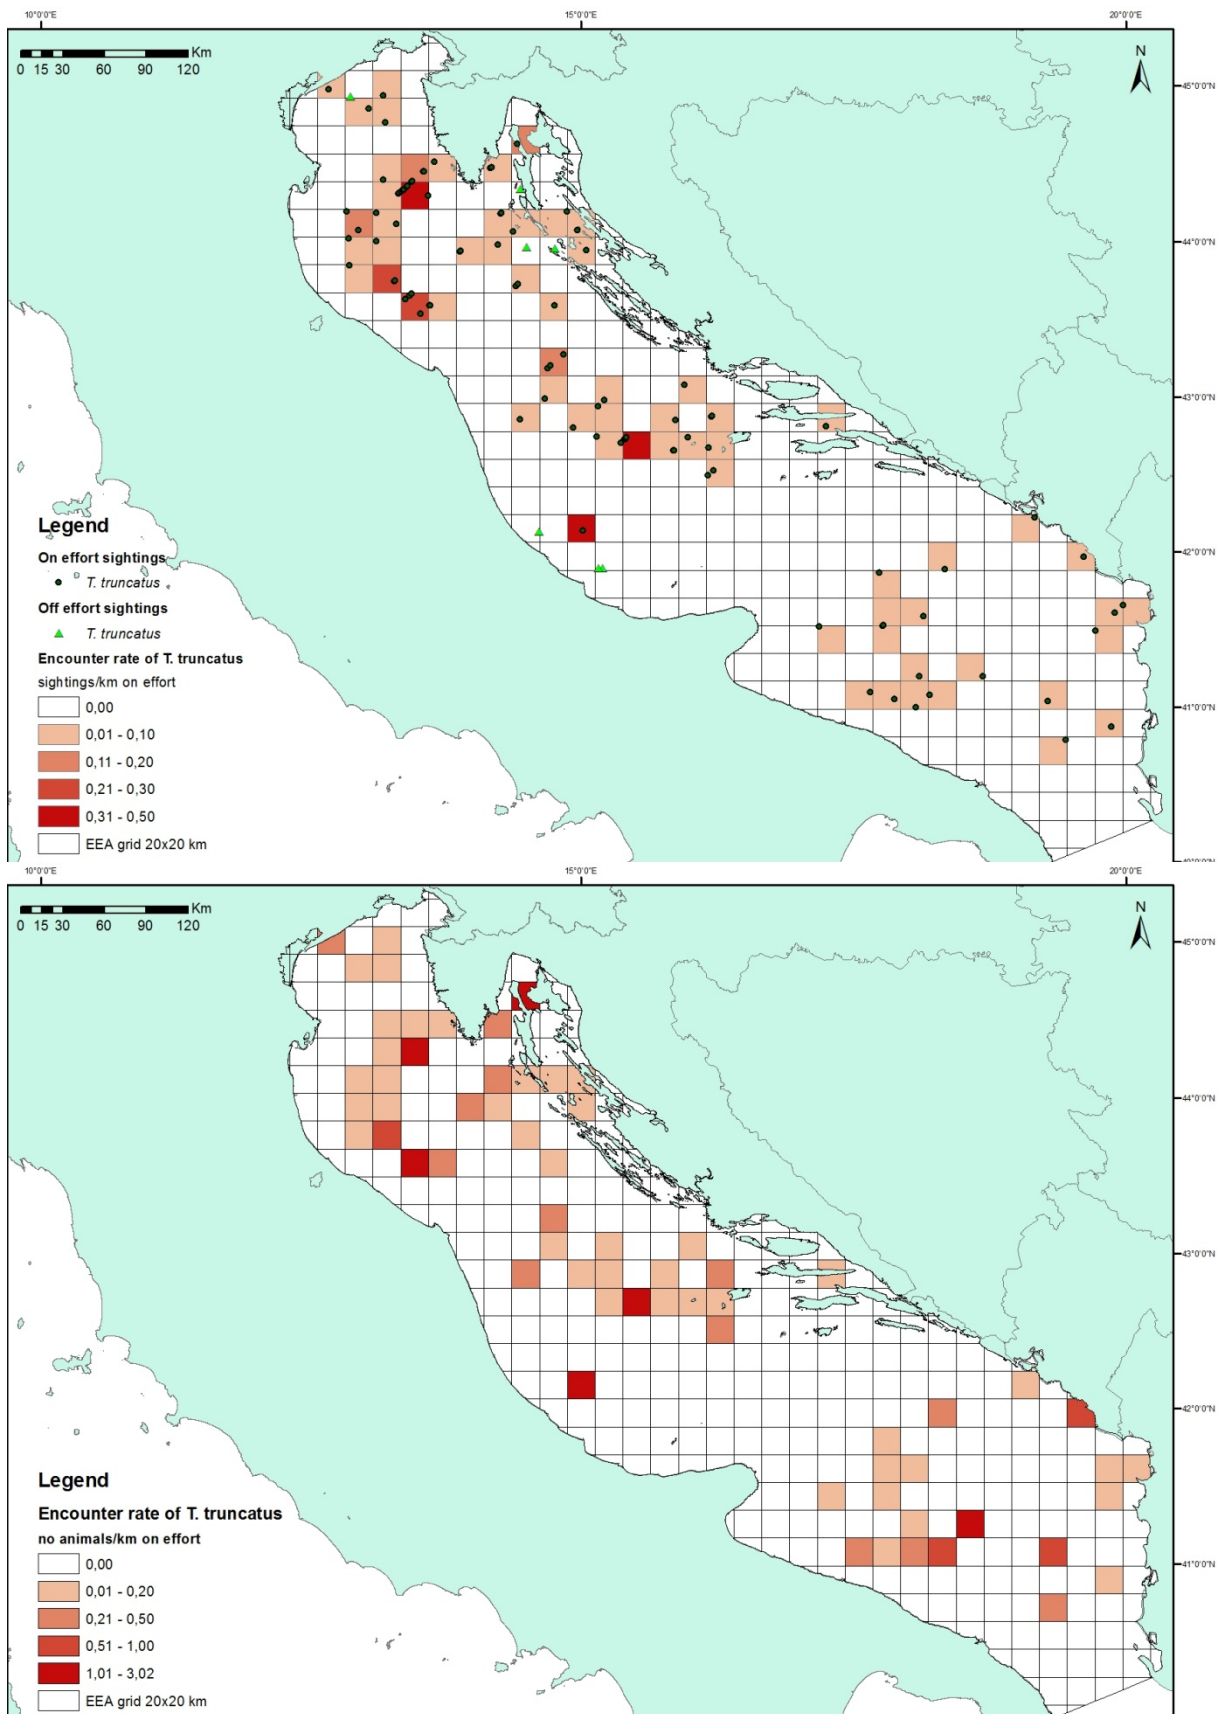 10°0'0"E 15°0'0"E 20°0'0"E
Km
0 15 30 60 90 120
N
45°0'0"N
44°0'0"N
43°0'0"N
42°0'0"N
41°0'0"N
Legend
On effort sightings
T. truncatus
Off effort sightings
T. truncatus
Encounter rate of T. truncatus
sightings/km on effort
0,00
0,01 - 0,10
0,11 - 0,20
0,21 - 0,30
0,31 - 0,50
EEA grid 20x20 km
10°0'0"E 15°0'0"E 20°0'0"E
Km
0 15 30 60 90 120
N
45°0'0"N
44°0'0"N
43°0'0"N
42°0'0"N
41°0'0"N
Legend
Encounter rate of T. truncatus
no animals/km on effort
0,00
0,01 - 0,20
0,21 - 0,50
0,51 - 1,00
1,01 - 3,02
EEA grid 20x20 km